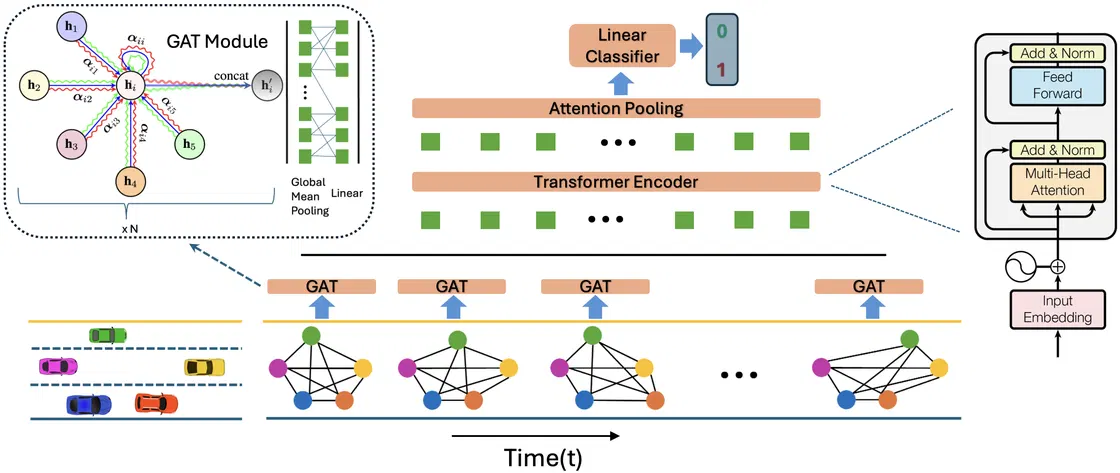 GAT Module
h₁
h₂
h₃
h₄
h₅
hᵢ
h′ᵢ
αᵢᵢ
αᵢ₁
αᵢ₂
αᵢ₃
αᵢ₄
αᵢ₅
concat
x N
Global
Mean
Pooling
Linear
Linear
Classifier
0
1
Attention Pooling
Transformer Encoder
Add & Norm
Feed
Forward
Add & Norm
Multi-Head
Attention
Input
Embedding
GAT
GAT
GAT
GAT
Time(t)